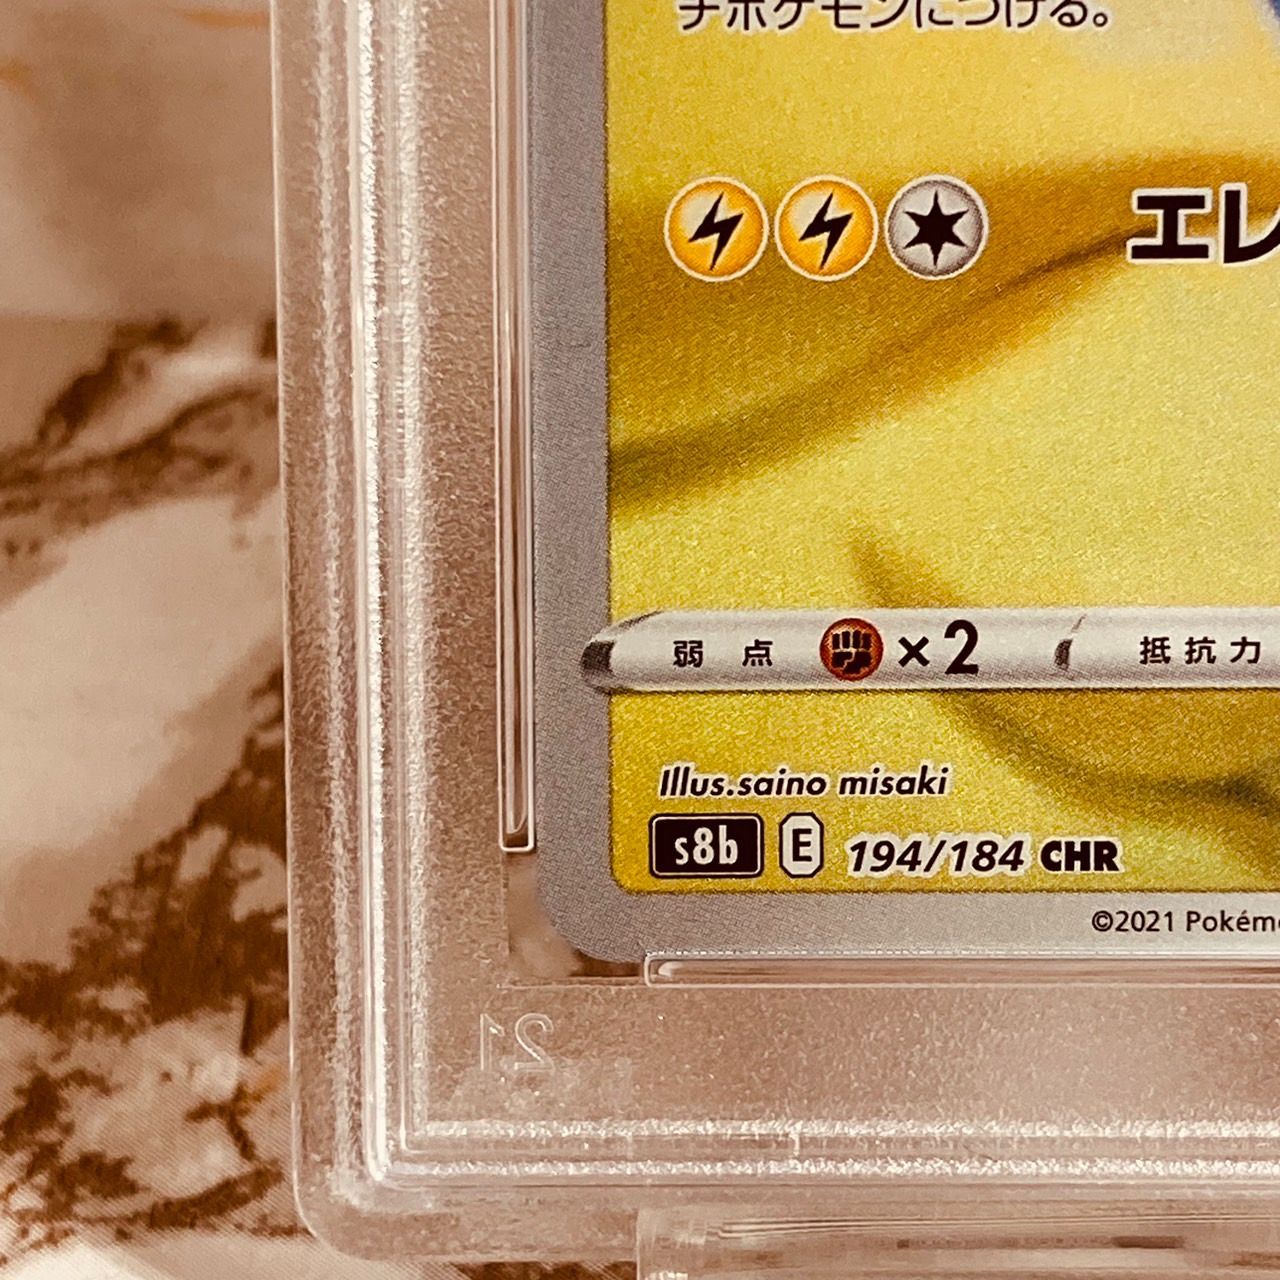 チポケモンにつける。
エレ
弱点 ×2 抵抗力
Illus.saino misaki
s8b E 194/184 CHR
©2021 Pokém
21